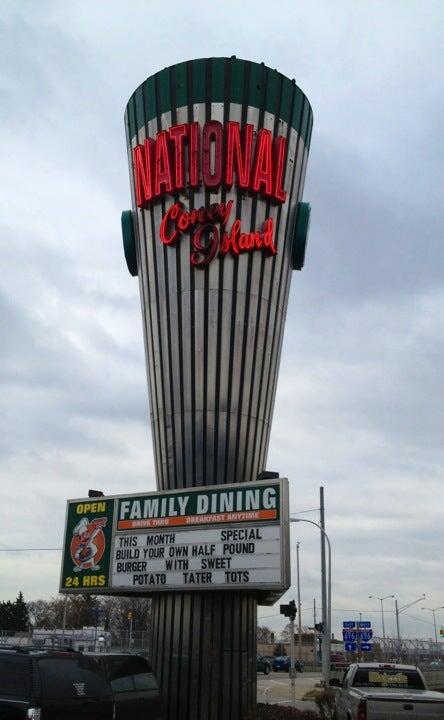 NATIONAL
Coney
Island
OPEN
24 HRS
FAMILY DINING
DRIVE THRU BREAKFAST ANYTIME
THIS MONTH SPECIAL
BUILD YOUR OWN HALF POUND
BURGER WITH SWEET
POTATO TATER TOTS